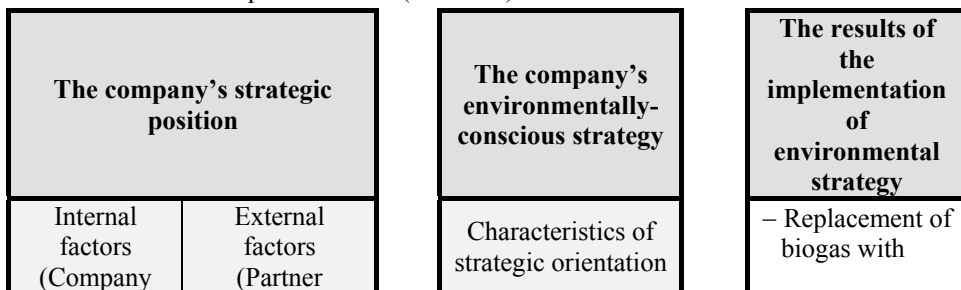 The company's strategic
position
Internal
factors
(Company
External
factors
(Partner
The company's
environmentally-
conscious strategy
Characteristics of
strategic orientation
The results of
the
implementation
of
environmental
strategy
– Replacement of
biogas with